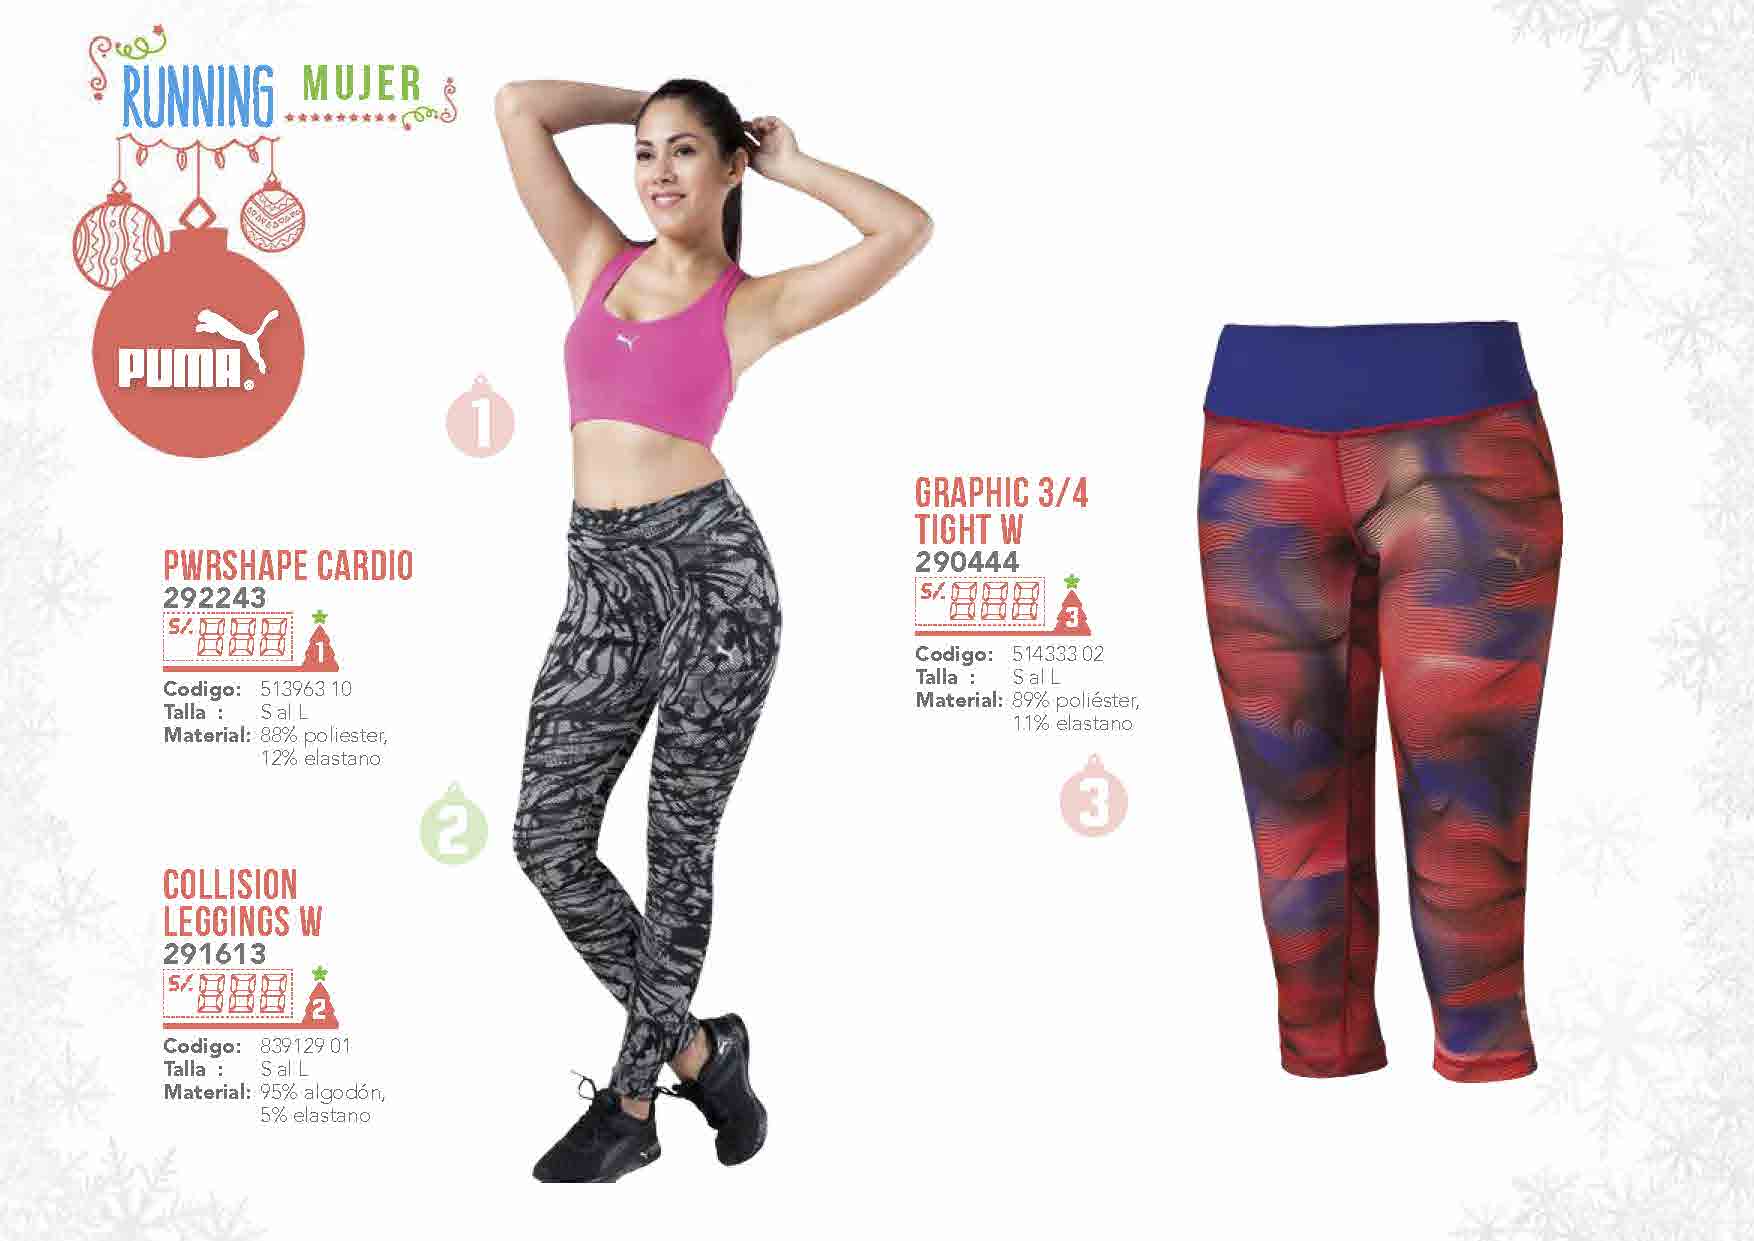 RUNNING MUJER
PUMA®
1
PWRSHAPE CARDIO
292243
S/. 888
1
Codigo: 513963 10
Talla : S al L
Material: 88% poliester,
12% elastano
2
COLLISION
LEGGINGS W
291613
S/. 888
2
Codigo: 839129 01
Talla : S al L
Material: 95% algodón,
5% elastano
GRAPHIC 3/4
TIGHT W
290444
S/. 888
3
Codigo: 514333 02
Talla : S al L
Material: 89% poliéster,
11% elastano
3